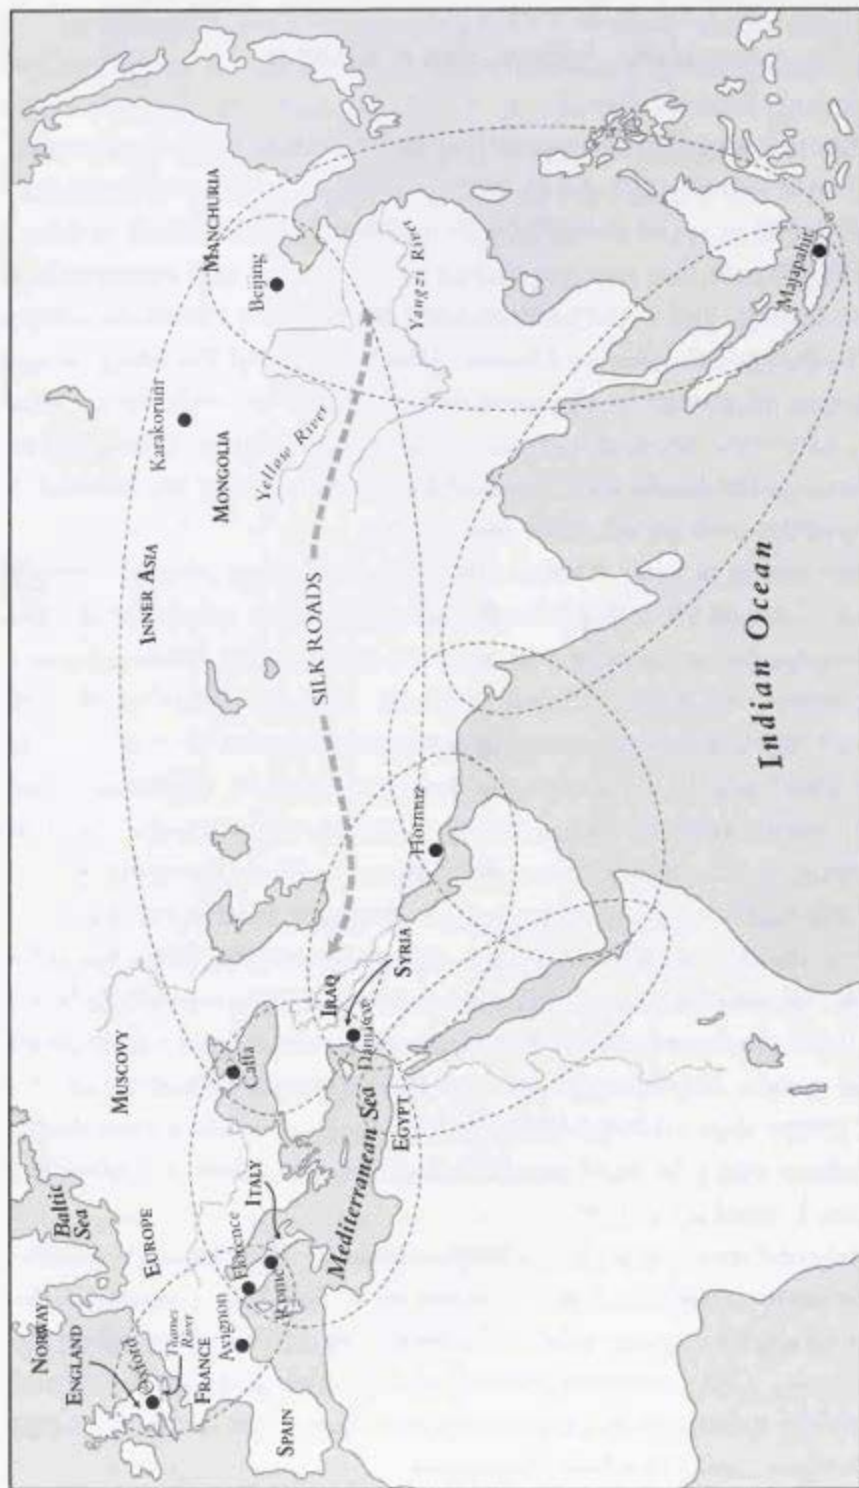 NORWAY
ENGLAND
Oxford
Thames
River
FRANCE
SPAIN
Baltic
Sea
EUROPE
Avignon
Florence
Rome
ITALY
Mediterranean Sea
MUSCOVY
Caffa
IRAQ
SYRIA
Damascus
EGYPT
Hormuz
INNER ASIA
SILK ROADS
Karakorum
MONGOLIA
Yellow River
MANCHURIA
Beijing
Yangzi River
Majapahit
Indian Ocean